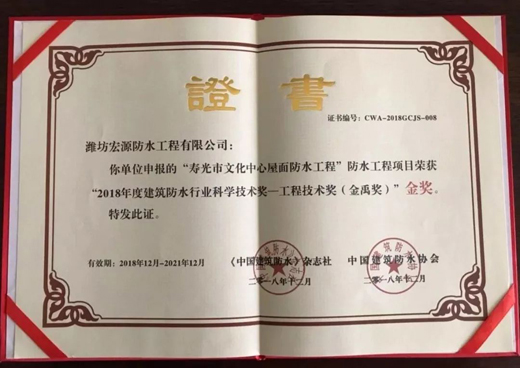 證書
证书编号：CWA-2018GCJS-008
潍坊宏源防水工程有限公司：
你单位申报的“寿光市文化中心屋面防水工程”防水工程项目荣获
“2018年度建筑防水行业科学技术奖—工程技术奖（金禹奖）”金奖。
特发此证。
有效期：2018年12月-2021年12月
《中国建筑防水》杂志社
中国建筑防水协会
二〇一八年十二月
二〇一八年十二月